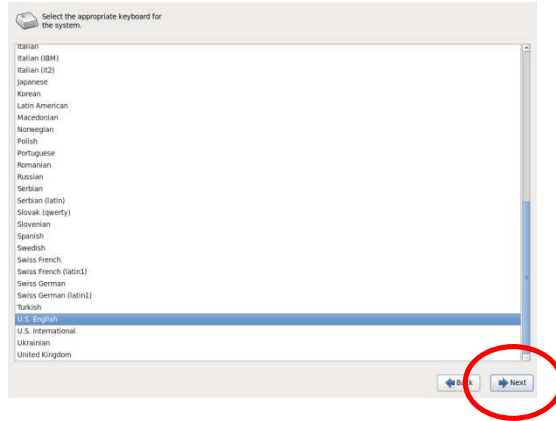 Select the appropriate keyboard for
the system.
Italian
Italian (IBM)
Italian (it2)
Japanese
Korean
Latin American
Macedonian
Norwegian
Polish
Portuguese
Romanian
Russian
Serbian
Serbian (latin)
Slovak (qwerty)
Slovenian
Spanish
Swedish
Swiss French
Swiss French (latin1)
Swiss German
Swiss German (latin1)
Turkish
U.S. English
U.S. International
Ukrainian
United Kingdom
Back Next